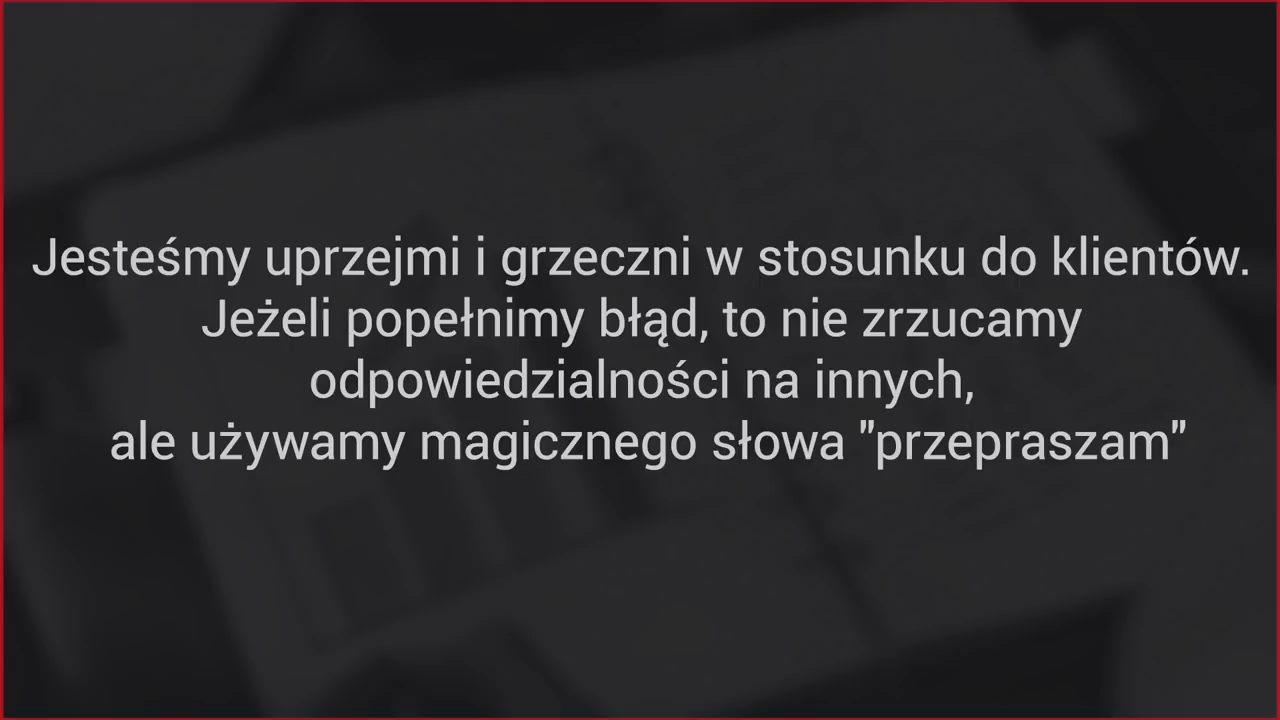 Jesteśmy uprzejmi i grzeczni w stosunku do klientów.
Jeżeli popełnimy błąd, to nie zrzucamy
odpowiedzialności na innych,
ale używamy magicznego słowa "przepraszam"